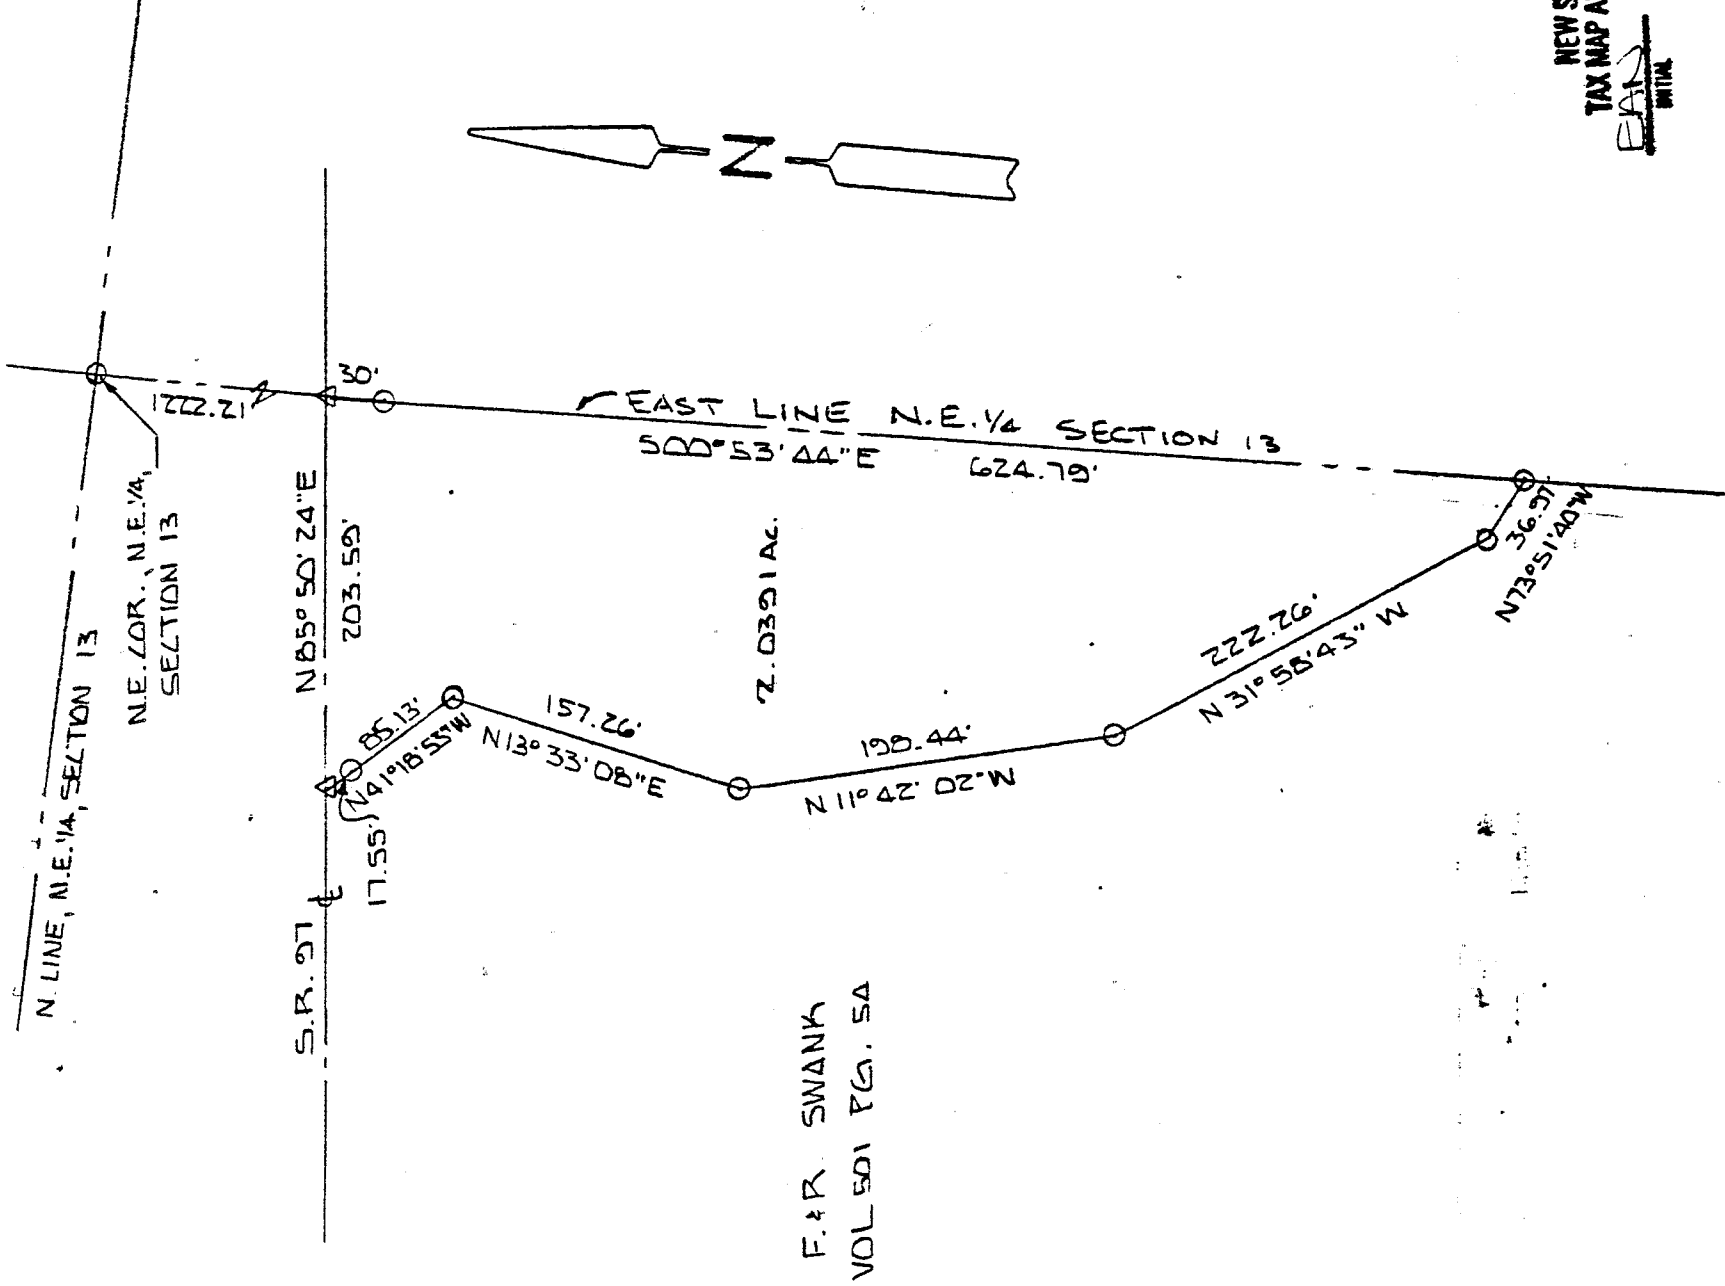 NEW S
TAX MAP A
INITIAL
N
N. LINE, N.E. 1/4, SECTION 13
N.E. COR., N.E. 1/4,
SECTION 13
1222.21'
30'
EAST LINE N.E. 1/4 SECTION 13
S00°53'44"E 624.79'
S.R. 97
N85°50'24"E
203.59'
17.55'
N41°18'53"W
85.13'
157.26'
N13°33'08"E
2.0391 Ac.
198.44'
N11°42'02"W
222.26'
N31°58'43"W
36.97'
N73°51'40"W
F. & R. SWANK
VOL 501 PG. 54